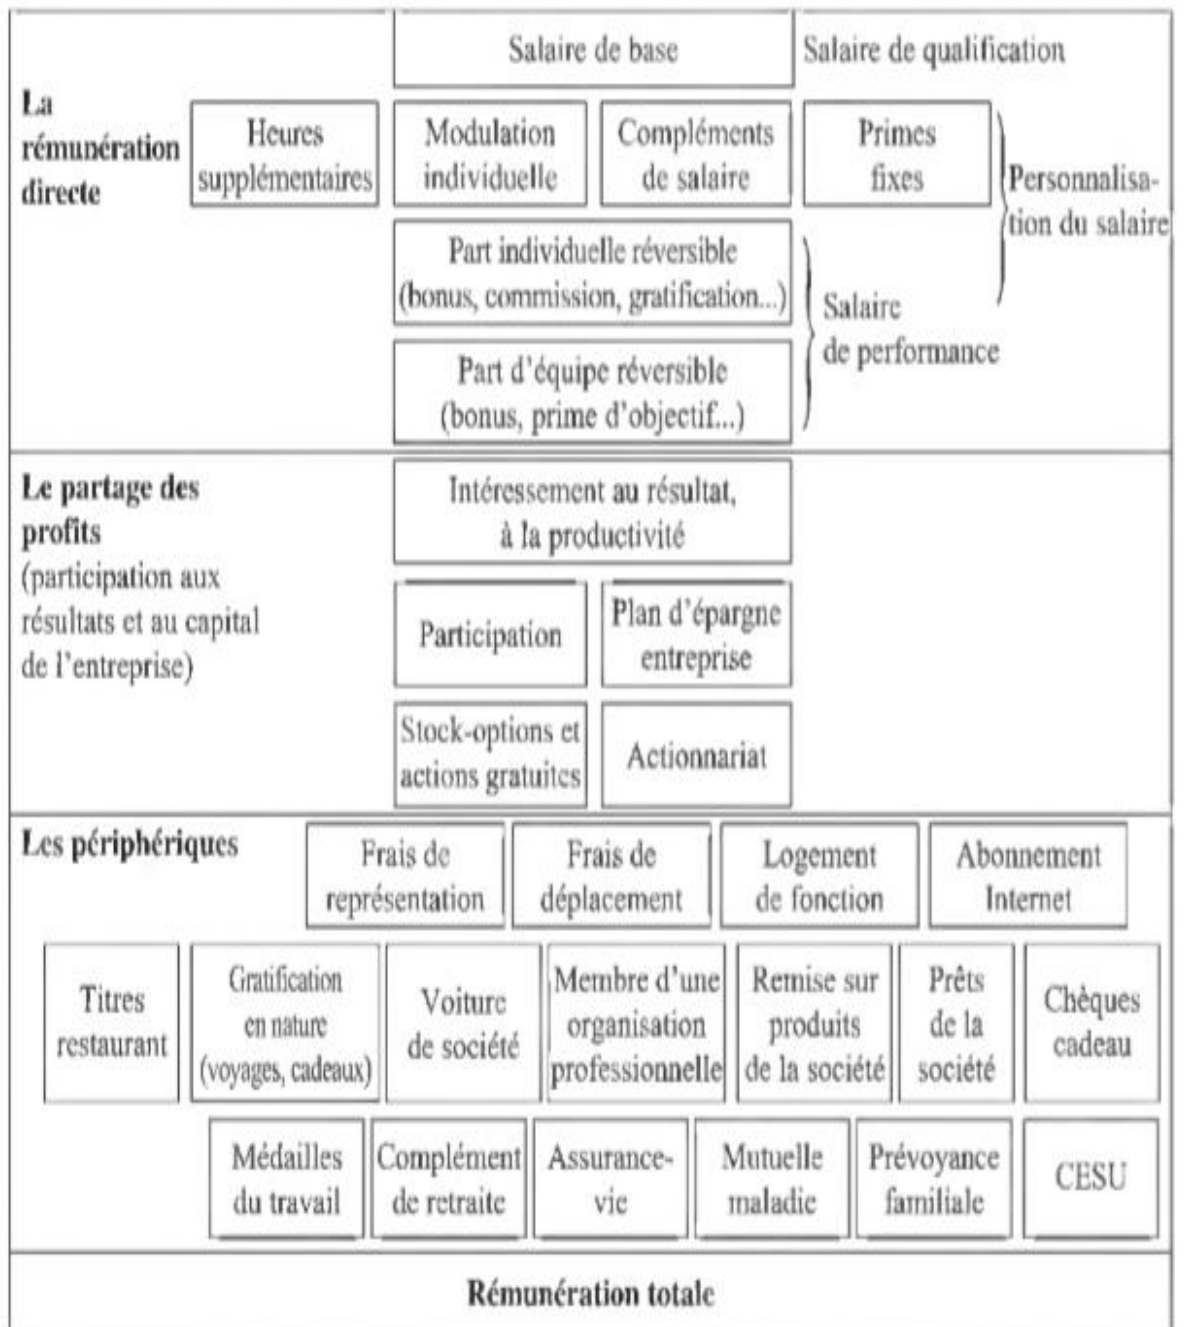 Salaire de base
Salaire de qualification
La
rémunération
directe
Heures
supplémentaires
Modulation
individuelle
Compléments
de salaire
Primes
fixes
Personnalisa-
tion du salaire
Part individuelle réversible
(bonus, commission, gratification...)
Salaire
de performance
Part d'équipe réversible
(bonus, prime d'objectif...)
Le partage des
profits
(participation aux
résultats et au capital
de l'entreprise)
Intéressement au résultat,
à la productivité
Participation
Plan d'épargne
entreprise
Stock-options et
actions gratuites
Actionnariat
Les périphériques
Frais de
représentation
Frais de
déplacement
Logement
de fonction
Abonnement
Internet
Titres
restaurant
Gratification
en nature
(voyages, cadeaux)
Voiture
de société
Membre d'une
organisation
professionnelle
Remise sur
produits
de la société
Prêts
de la
société
Chèques
cadeau
Médailles
du travail
Complément
de retraite
Assurance-
vie
Mutuelle
maladie
Prévoyance
familiale
CESU
Rémunération totale